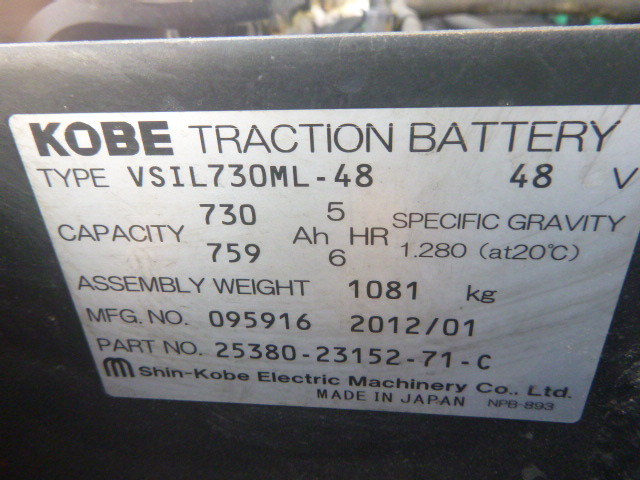 KOBE TRACTION BATTERY
TYPE VSIL730ML-48 48 V
CAPACITY 730 Ah 5 HR SPECIFIC GRAVITY
759 6 1.280 (at20℃)
ASSEMBLY WEIGHT 1081 kg
MFG. NO. 095916 2012/01
PART NO. 25380-23152-71-C
Shin-Kobe Electric Machinery Co., Ltd.
MADE IN JAPAN NPB-893